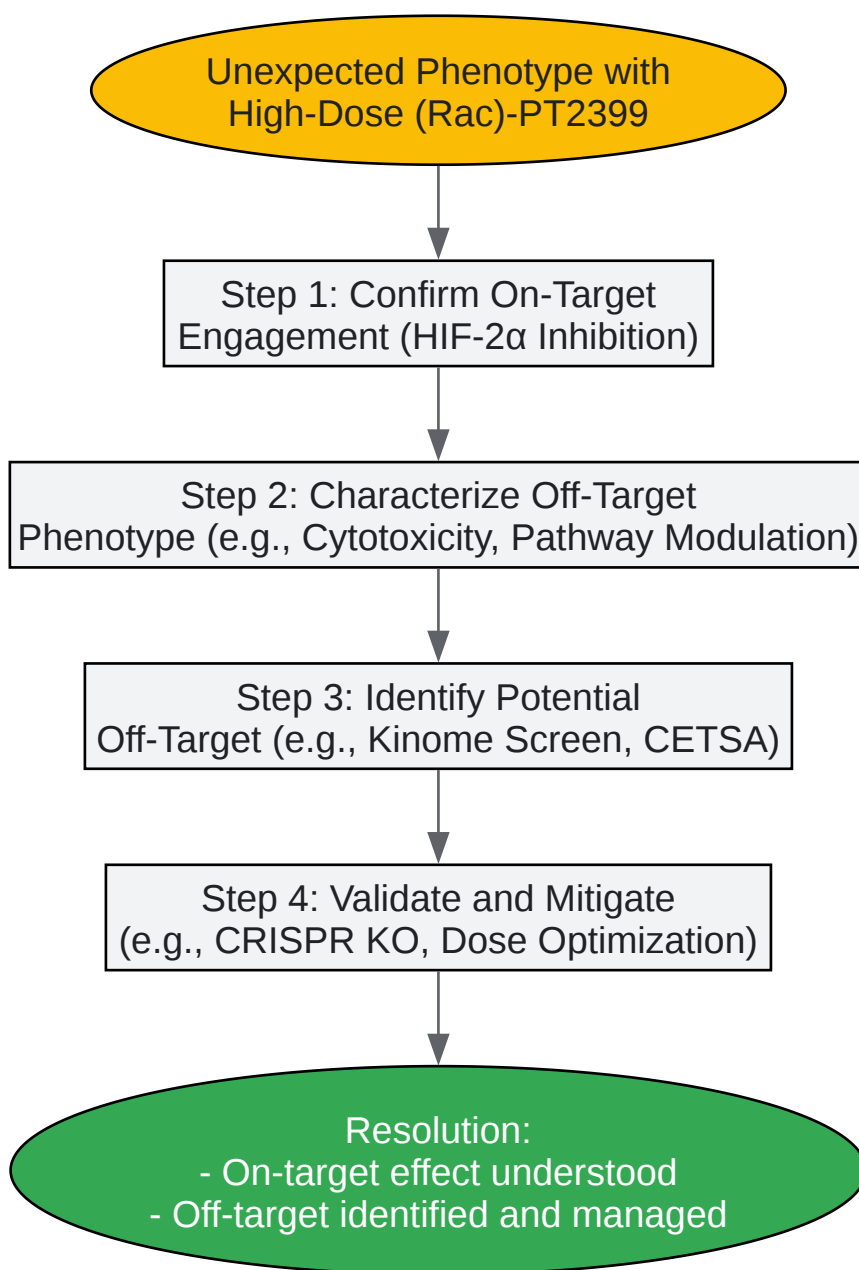 Unexpected Phenotype with
High-Dose (Rac)-PT2399
Step 1: Confirm On-Target
Engagement (HIF-2α Inhibition)
Step 2: Characterize Off-Target
Phenotype (e.g., Cytotoxicity, Pathway Modulation)
Step 3: Identify Potential
Off-Target (e.g., Kinome Screen, CETSA)
Step 4: Validate and Mitigate
(e.g., CRISPR KO, Dose Optimization)
Resolution:
- On-target effect understood
- Off-target identified and managed